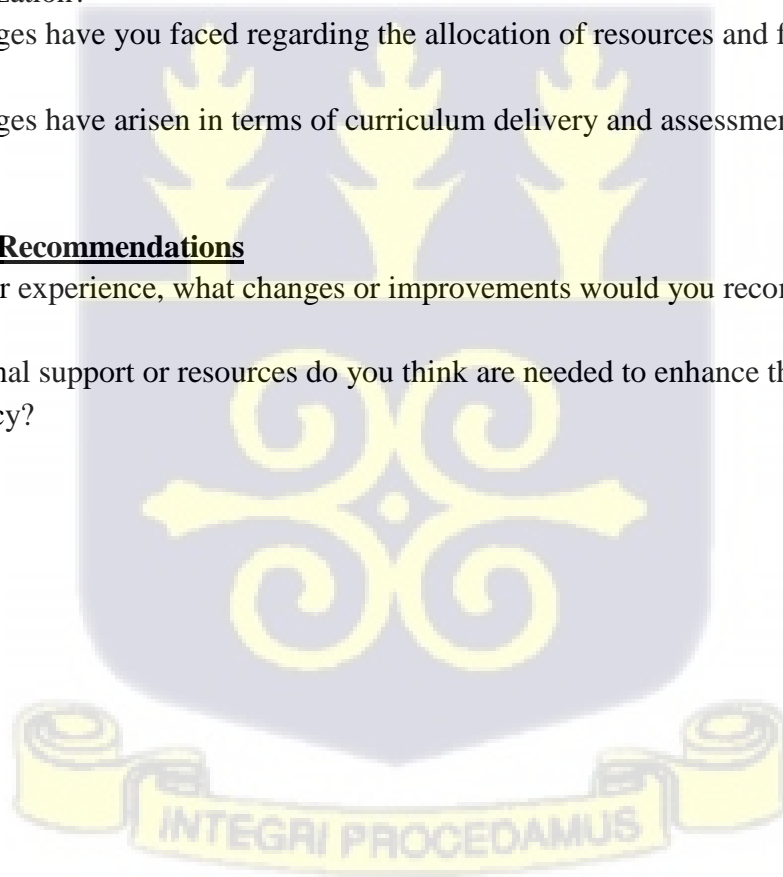 ges have you faced regarding the allocation of resources and f
ges have arisen in terms of curriculum delivery and assessmen
Recommendations
r experience, what changes or improvements would you recor
nal support or resources do you think are needed to enhance th
cy?
INTEGRI PROCEDAMUS